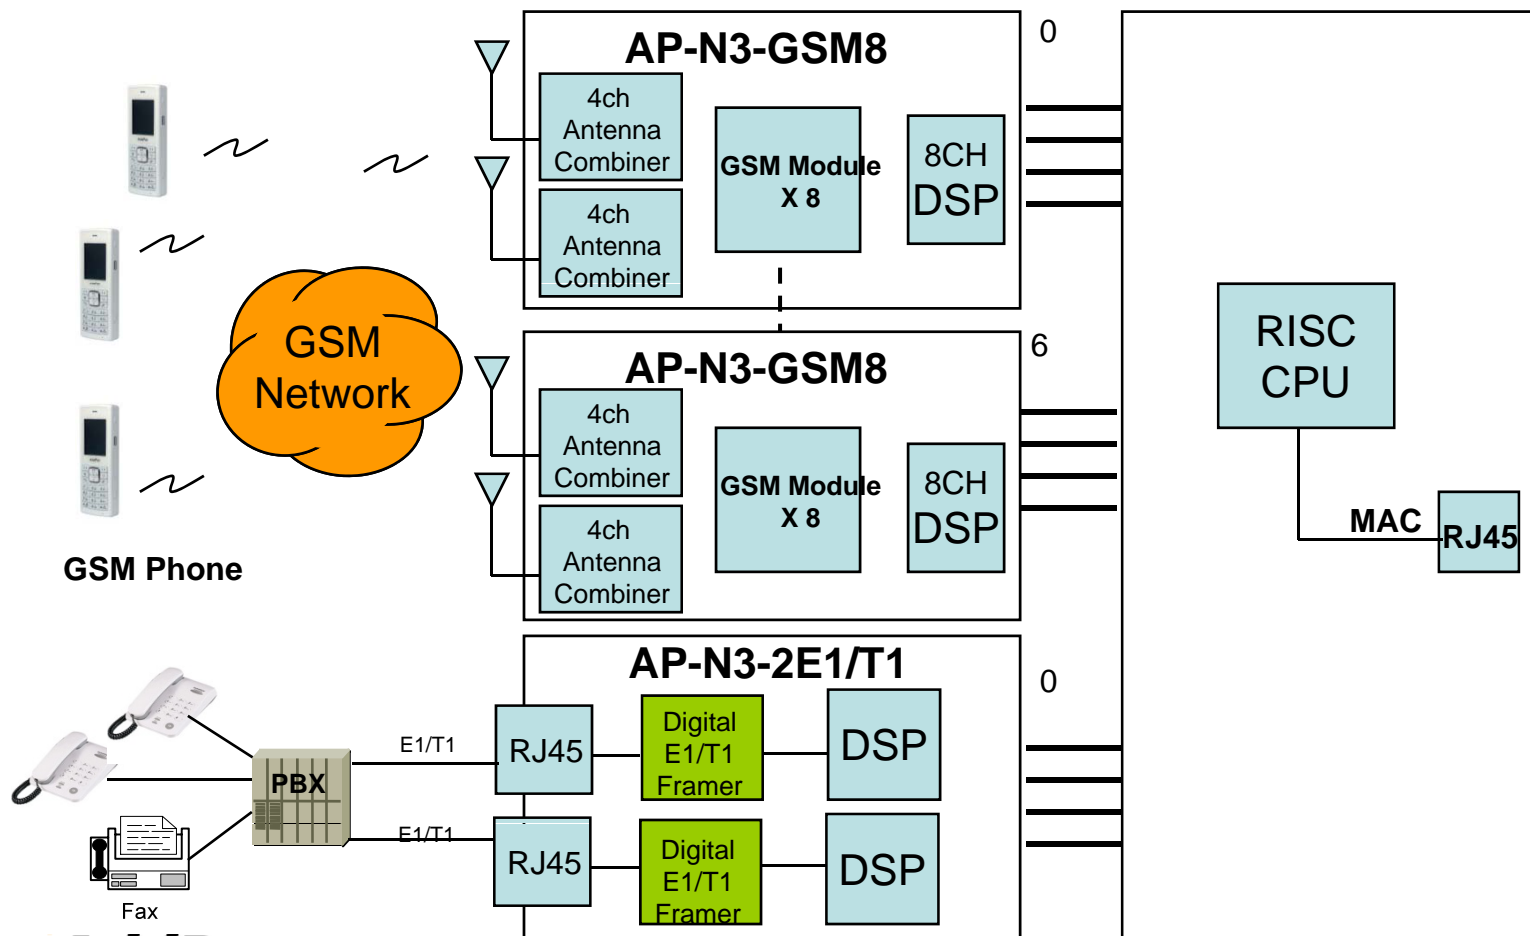 AP-N3-GSM8
0
4ch
Antenna
Combiner
4ch
Antenna
Combiner
GSM Module
X 8
8CH
DSP
GSM
Network
AP-N3-GSM8
6
4ch
Antenna
Combiner
4ch
Antenna
Combiner
GSM Module
X 8
8CH
DSP
RISC
CPU
MAC
RJ45
GSM Phone
AP-N3-2E1/T1
0
PBX
E1/T1
E1/T1
RJ45
Digital
E1/T1
Framer
DSP
RJ45
Digital
E1/T1
Framer
DSP
Fax